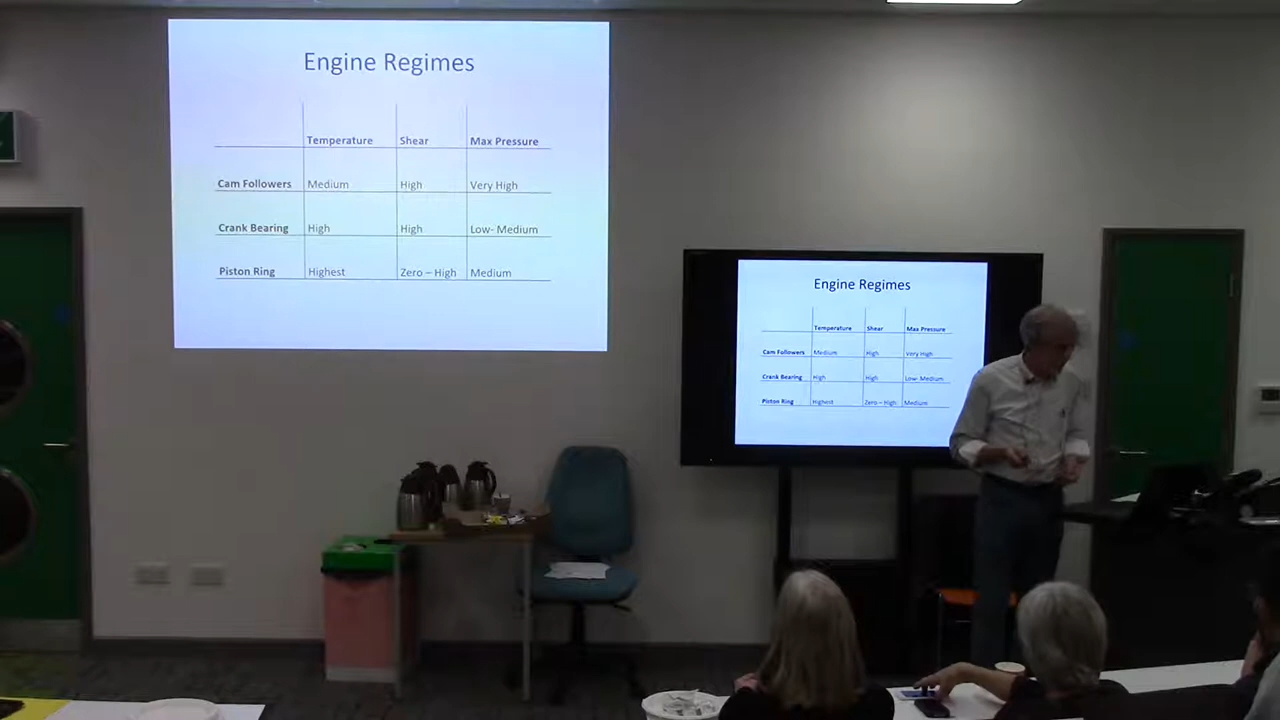 Engine Regimes
Temperature Shear Max Pressure
Cam Followers Medium High Very High
Crank Bearing High High Low- Medium
Piston Ring Highest Zero – High Medium
Engine Regimes
Temperature Shear Max Pressure
Cam Followers Medium High Very High
Crank Bearing High High Low- Medium
Piston Ring Highest Zero – High Medium